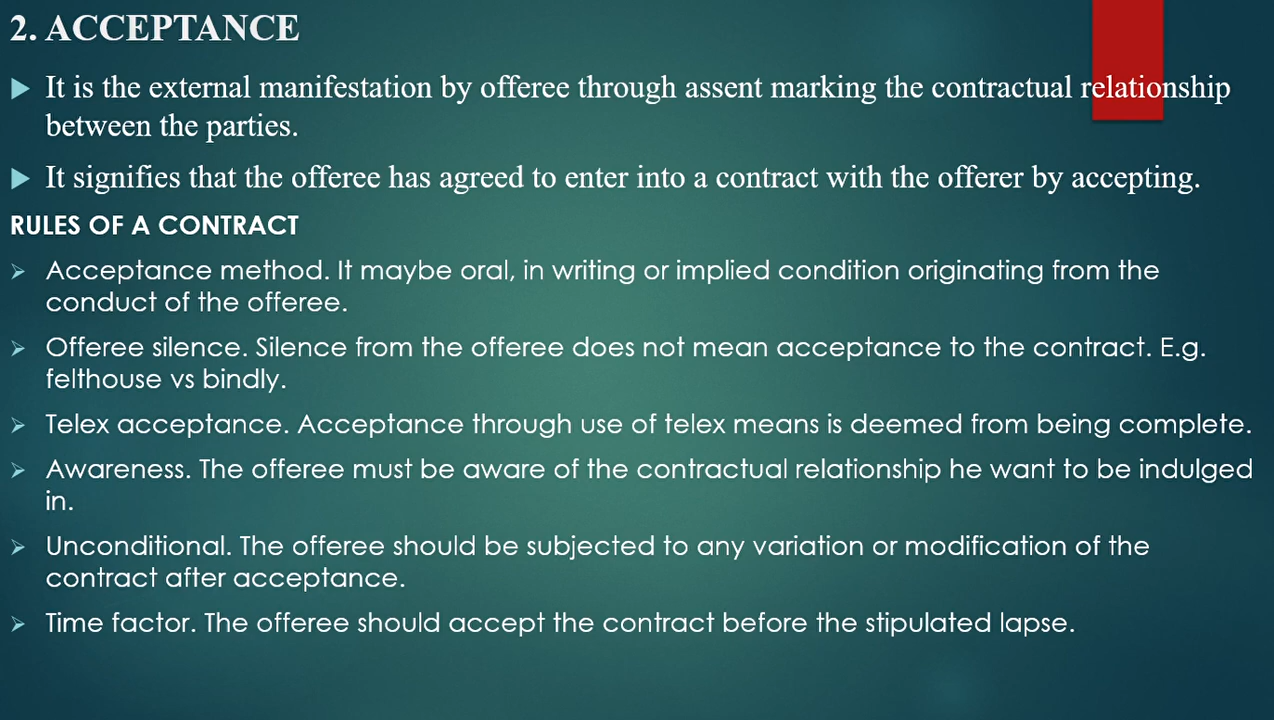 2. ACCEPTANCE
It is the external manifestation by offeree through assent marking the contractual relationship
between the parties.
It signifies that the offeree has agreed to enter into a contract with the offerer by accepting.
RULES OF A CONTRACT
Acceptance method. It maybe oral, in writing or implied condition originating from the
conduct of the offeree.
Offeree silence. Silence from the offeree does not mean acceptance to the contract. E.g.
felthouse vs bindly.
Telex acceptance. Acceptance through use of telex means is deemed from being complete.
Awareness. The offeree must be aware of the contractual relationship he want to be indulged
in.
Unconditional. The offeree should be subjected to any variation or modification of the
contract after acceptance.
Time factor. The offeree should accept the contract before the stipulated lapse.